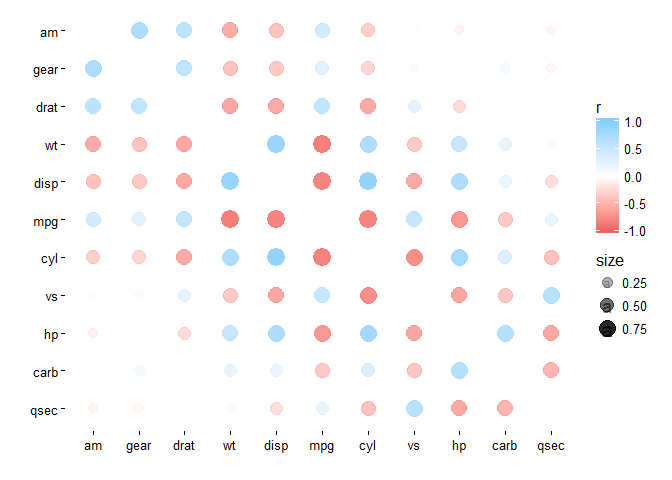 am
gear
drat
wt
disp
mpg
cyl
vs
hp
carb
qsec
am gear drat wt disp mpg cyl vs hp carb qsec
r
1.0
0.5
0.0
-0.5
-1.0
size
a 0.25
a 0.50
a 0.75